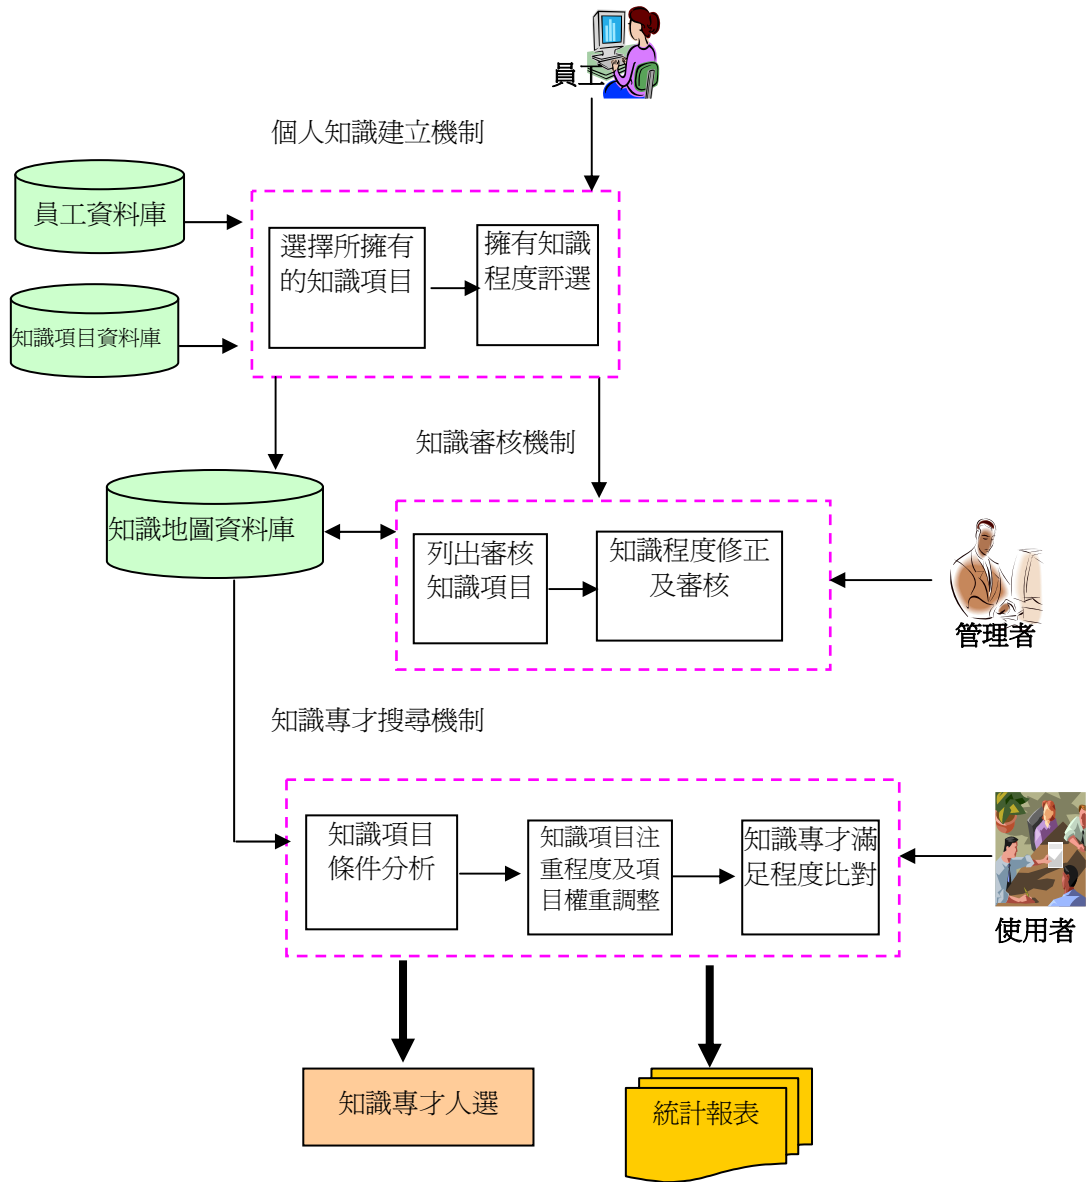 員工
個人知識建立機制
員工資料庫
選擇所擁有
的知識項目
擁有知識
程度評選
知識項目資料庫
知識審核機制
知識地圖資料庫
列出審核
知識項目
知識程度修正
及審核
管理者
知識專才搜尋機制
知識項目
條件分析
知識項目注
重程度及項
目權重調整
知識專才滿
足程度比對
使用者
知識專才人選
統計報表